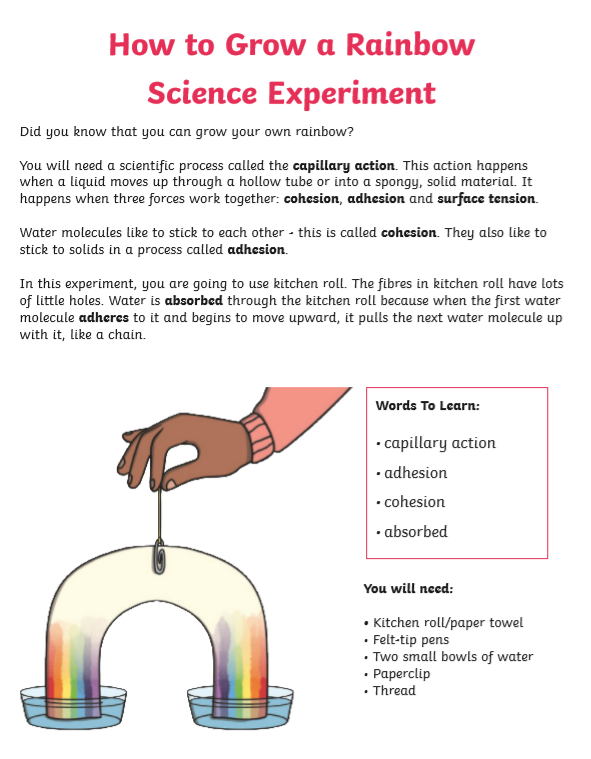 How to Grow a Rainbow
Science Experiment
Did you know that you can grow your own rainbow?
You will need a scientific process called the capillary action. This action happens
when a liquid moves up through a hollow tube or into a spongy, solid material. It
happens when three forces work together: cohesion, adhesion and surface tension.
Water molecules like to stick to each other - this is called cohesion. They also like to
stick to solids in a process called adhesion.
In this experiment, you are going to use kitchen roll. The fibres in kitchen roll have lots
of little holes. Water is absorbed through the kitchen roll because when the first water
molecule adheres to it and begins to move upward, it pulls the next water molecule up
with it, like a chain.
Words To Learn:
• capillary action
• adhesion
• cohesion
• absorbed
You will need:
• Kitchen roll/paper towel
• Felt-tip pens
• Two small bowls of water
• Paperclip
• Thread